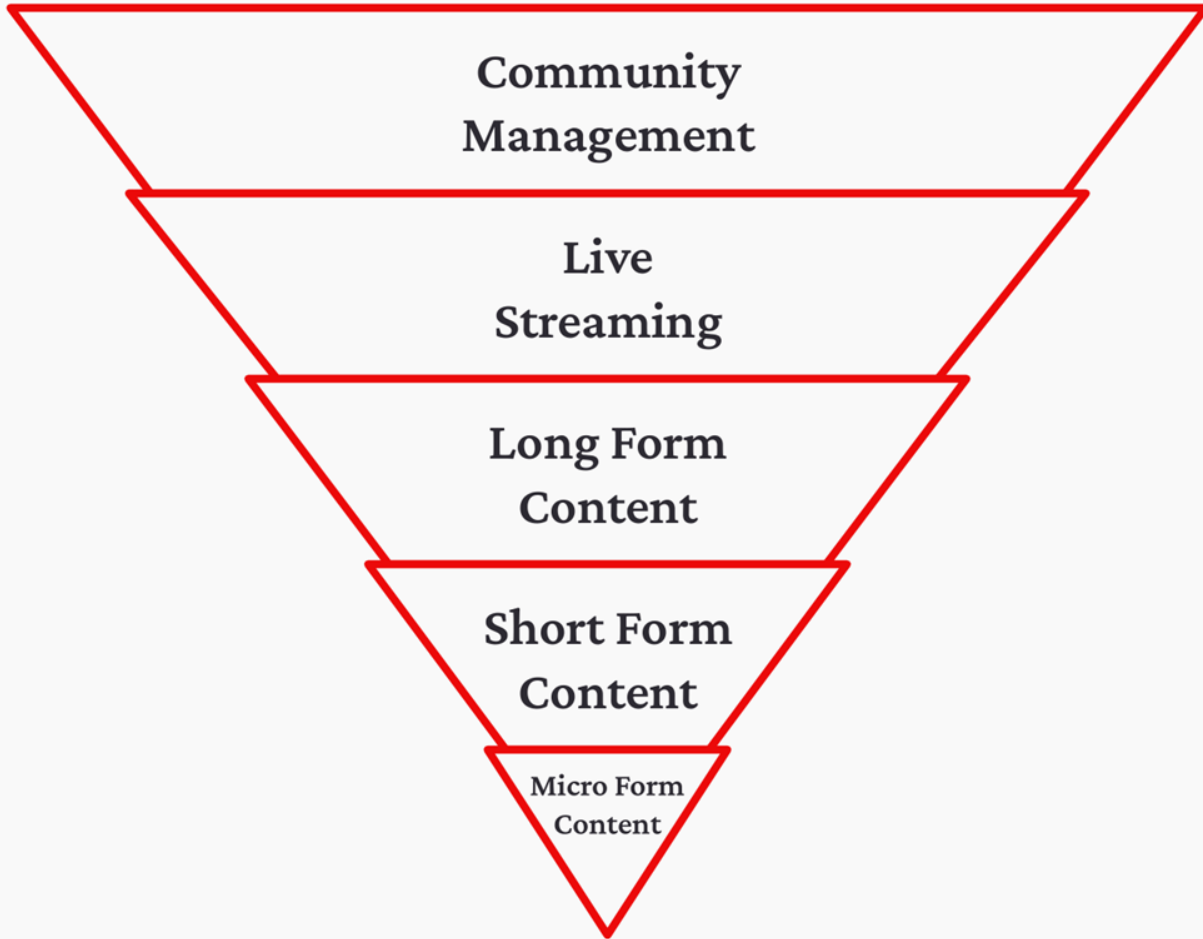 Community
Management
Live
Streaming
Long Form
Content
Short Form
Content
Micro Form
Content